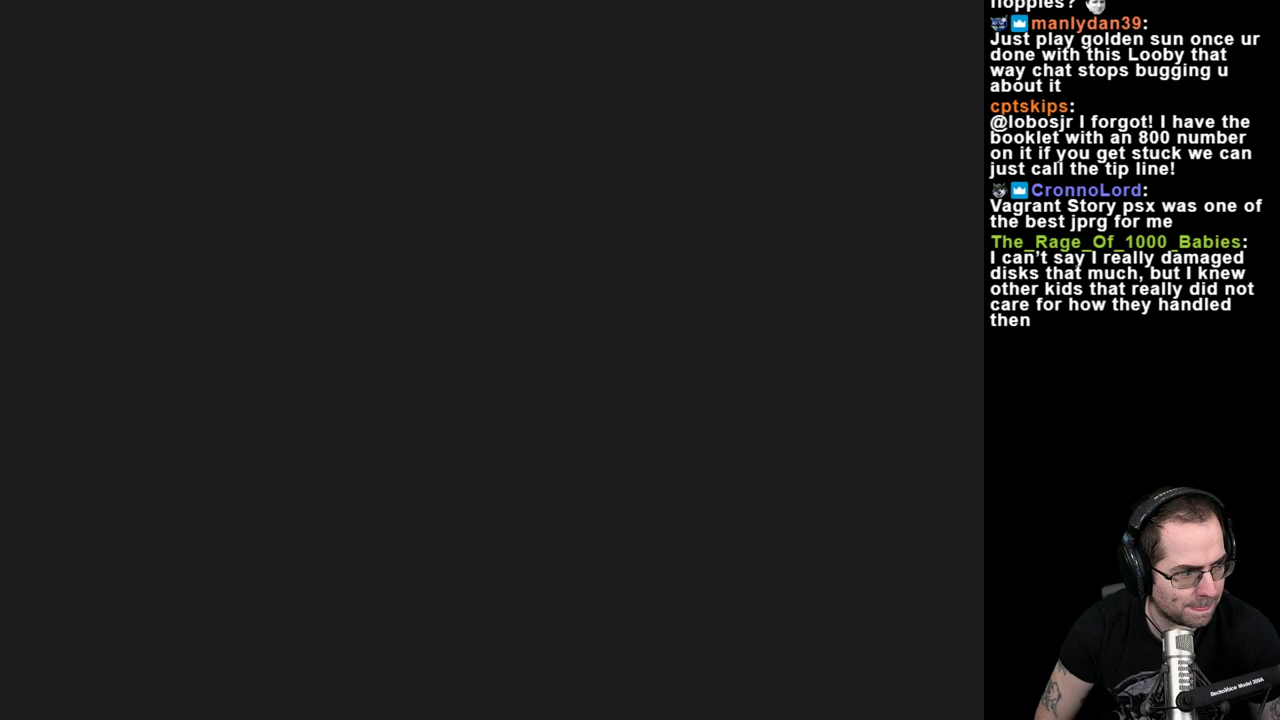 floppies?
manlydan39:
Just play golden sun once ur
done with this Looby that
way chat stops bugging u
about it
cptskips:
@lobosjr I forgot! I have the
booklet with an 800 number
on it if you get stuck we can
just call the tip line!
CronnoLord:
Vagrant Story psx was one of
the best jprg for me
The_Rage_Of_1000_Babies:
I can’t say I really damaged
disks that much, but I knew
other kids that really did not
care for how they handled
then